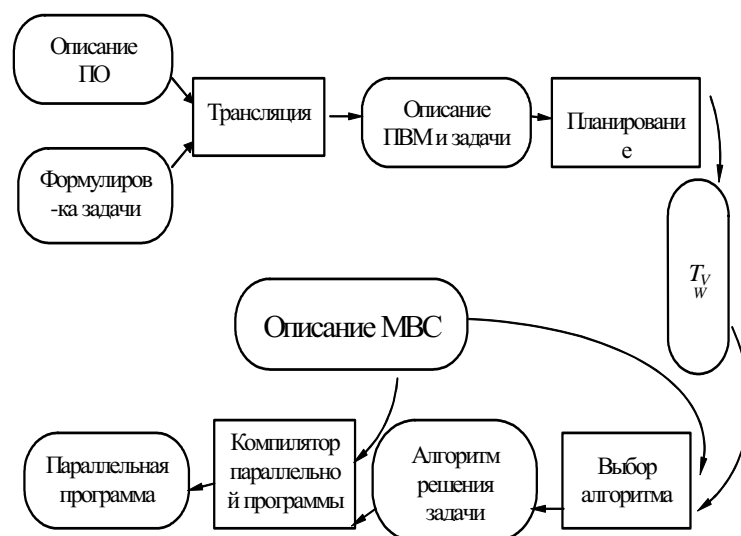 Описание
ПО
Трансляция
Описание
ПВМ и задачи
Планировани
е
Формулиров
-ка задачи
T_V
W
Описание МВС
Параллельная
программа
Компилятор
параллельно
й программы
Алгоритм
решения
задачи
Выбор
алгоритма